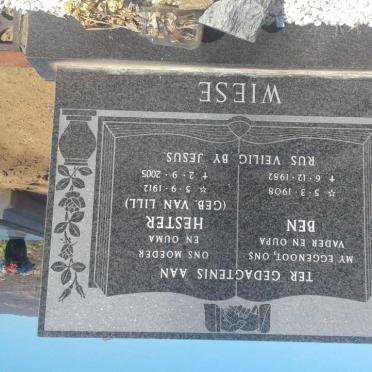 TER GEDAGTENIS AAN
MY EGGENOOT, ONS
VADER EN OUPA
BEN
☆ 5-3-1908
✝ 6-12-1982
ONS MOEDER
EN OUMA
HESTER
(GEB. VAN LILL)
☆ 5-9-1912
✝ 2-9-2005
RUS VEILIG BY JESUS.
WIESE